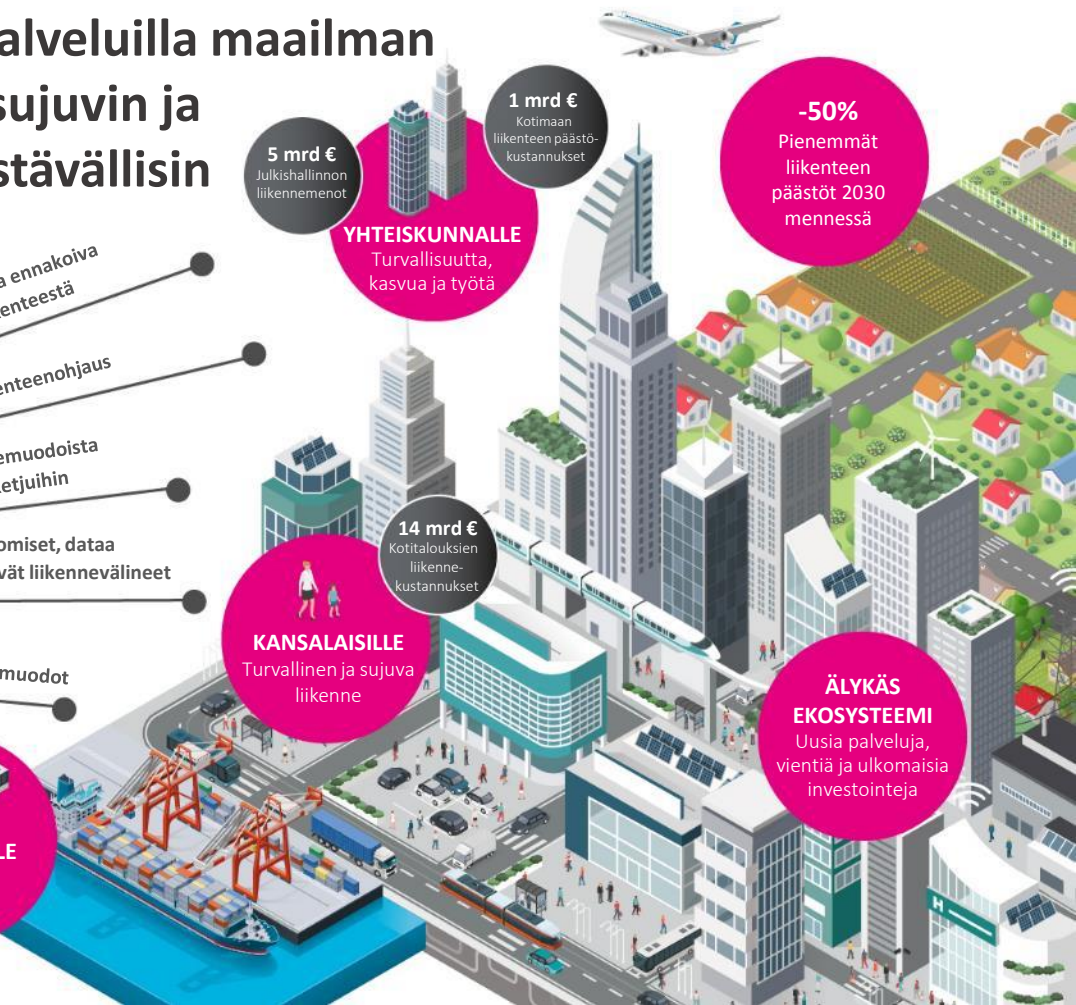 alveluilla maailman
sujuvin ja
stävällisin
5 mrd €
Julkishallinnon
liikennemenot
1 mrd €
Kotimaan
liikenteen päästö-
kustannukset
YHTEISKUNNALLE
Turvallisuutta,
kasvua ja työtä
-50%
Pienemmät
liikenteen
päästöt 2030
mennessä
a ennakoiva
kenteestä
enteenohjaus
emuodoista
etjuihin
omiset, dataa
vät liikennevälineet
muodot
14 mrd €
Kotitalouksien
liikenne-
kustannukset
KANSALAISILLE
Turvallinen ja sujuva
liikenne
ÄLYKÄS
EKOSYSTEEMI
Uusia palveluja,
vientiä ja ulkomaisia
investointeja
LE
H